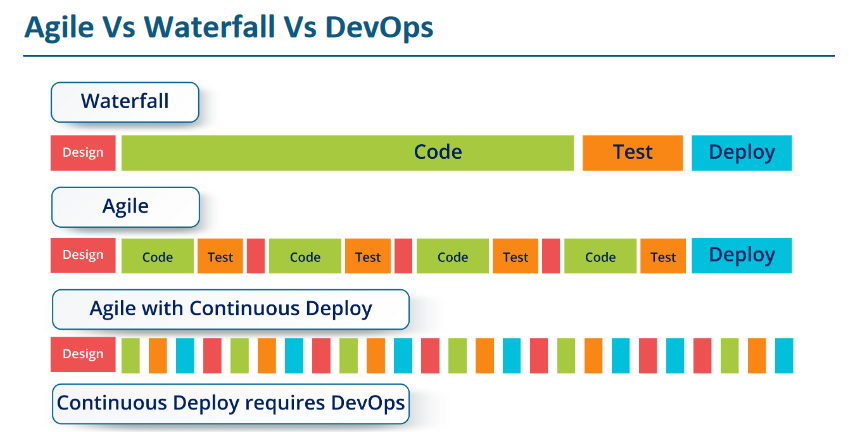 Agile Vs Waterfall Vs DevOps
Waterfall
Design Code Test Deploy
Agile
Design Code Test Code Test Code Test Code Test Deploy
Agile with Continuous Deploy
Design
Continuous Deploy requires DevOps